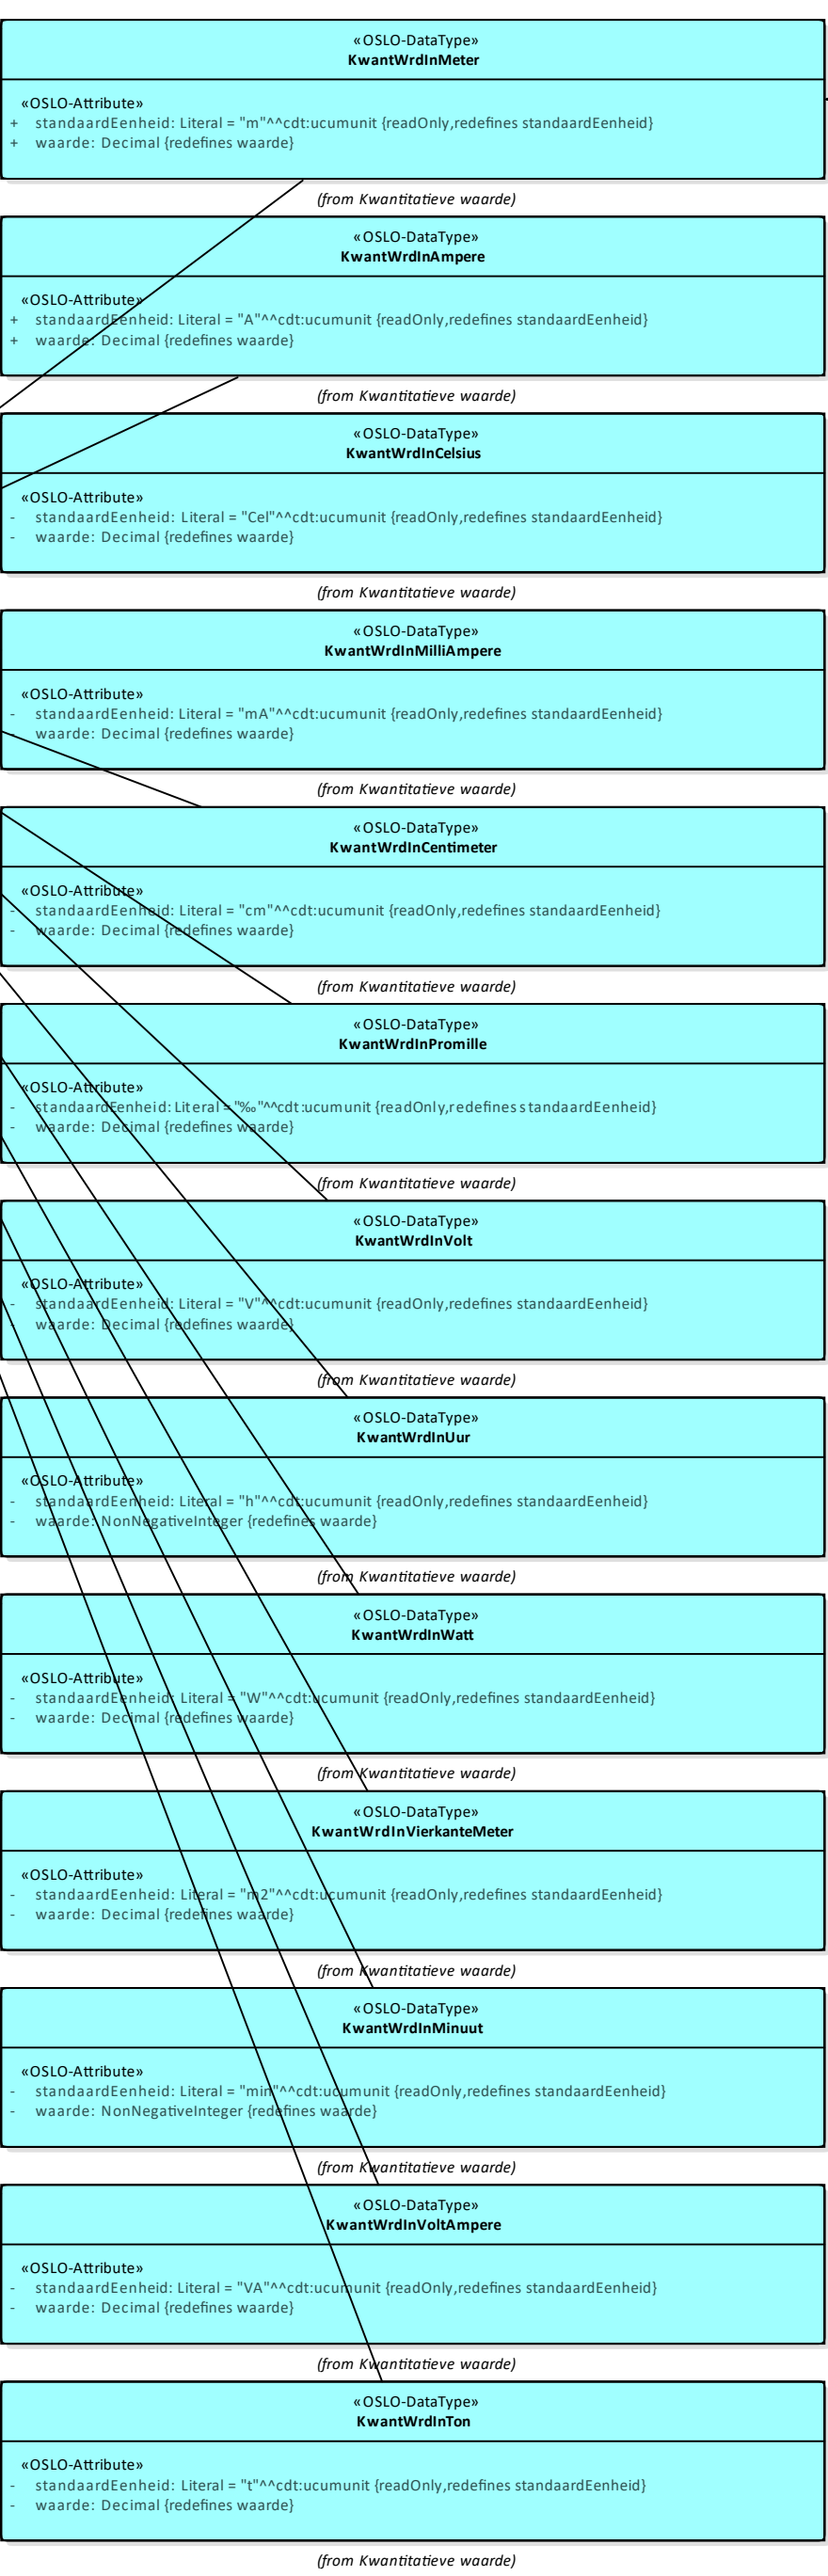 «OSLO-DataType»
KwantWrdInMeter
«OSLO-Attribute»
+ standaardEenheid: Literal = "m"^^cdt:ucumunit {readOnly,redefines standaardEenheid}
+ waarde: Decimal {redefines waarde}
(from Kwantitatieve waarde)
«OSLO-DataType»
KwantWrdInAmpere
«OSLO-Attribute»
+ standaardEenheid: Literal = "A"^^cdt:ucumunit {readOnly,redefines standaardEenheid}
+ waarde: Decimal {redefines waarde}
(from Kwantitatieve waarde)
«OSLO-DataType»
KwantWrdInCelsius
«OSLO-Attribute»
- standaardEenheid: Literal = "Cel"^^cdt:ucumunit {readOnly,redefines standaardEenheid}
- waarde: Decimal {redefines waarde}
(from Kwantitatieve waarde)
«OSLO-DataType»
KwantWrdInMilliAmpere
«OSLO-Attribute»
- standaardEenheid: Literal = "mA"^^cdt:ucumunit {readOnly,redefines standaardEenheid}
- waarde: Decimal {redefines waarde}
(from Kwantitatieve waarde)
«OSLO-DataType»
KwantWrdInCentimeter
«OSLO-Attribute»
- standaardEenheid: Literal = "cm"^^cdt:ucumunit {readOnly,redefines standaardEenheid}
- waarde: Decimal {redefines waarde}
(from Kwantitatieve waarde)
«OSLO-DataType»
KwantWrdInPromille
«OSLO-Attribute»
- standaardEenheid: Literal = "‰"^^cdt:ucumunit {readOnly,redefines standaardEenheid}
- waarde: Decimal {redefines waarde}
(from Kwantitatieve waarde)
«OSLO-DataType»
KwantWrdInVolt
«OSLO-Attribute»
- standaardEenheid: Literal = "V"^^cdt:ucumunit {readOnly,redefines standaardEenheid}
- waarde: Decimal {redefines waarde}
(from Kwantitatieve waarde)
«OSLO-DataType»
KwantWrdInUur
«OSLO-Attribute»
- standaardEenheid: Literal = "h"^^cdt:ucumunit {readOnly,redefines standaardEenheid}
- waarde: NonNegativeInteger {redefines waarde}
(from Kwantitatieve waarde)
«OSLO-DataType»
KwantWrdInWatt
«OSLO-Attribute»
- standaardEenheid: Literal = "W"^^cdt:ucumunit {readOnly,redefines standaardEenheid}
- waarde: Decimal {redefines waarde}
(from Kwantitatieve waarde)
«OSLO-DataType»
KwantWrdInVierkanteMeter
«OSLO-Attribute»
- standaardEenheid: Literal = "m2"^^cdt:ucumunit {readOnly,redefines standaardEenheid}
- waarde: Decimal {redefines waarde}
(from Kwantitatieve waarde)
«OSLO-DataType»
KwantWrdInMinuut
«OSLO-Attribute»
- standaardEenheid: Literal = "min"^^cdt:ucumunit {readOnly,redefines standaardEenheid}
- waarde: NonNegativeInteger {redefines waarde}
(from Kwantitatieve waarde)
«OSLO-DataType»
KwantWrdInVoltAmpere
«OSLO-Attribute»
- standaardEenheid: Literal = "VA"^^cdt:ucumunit {readOnly,redefines standaardEenheid}
- waarde: Decimal {redefines waarde}
(from Kwantitatieve waarde)
«OSLO-DataType»
KwantWrdInTon
«OSLO-Attribute»
- standaardEenheid: Literal = "t"^^cdt:ucumunit {readOnly,redefines standaardEenheid}
- waarde: Decimal {redefines waarde}
(from Kwantitatieve waarde)